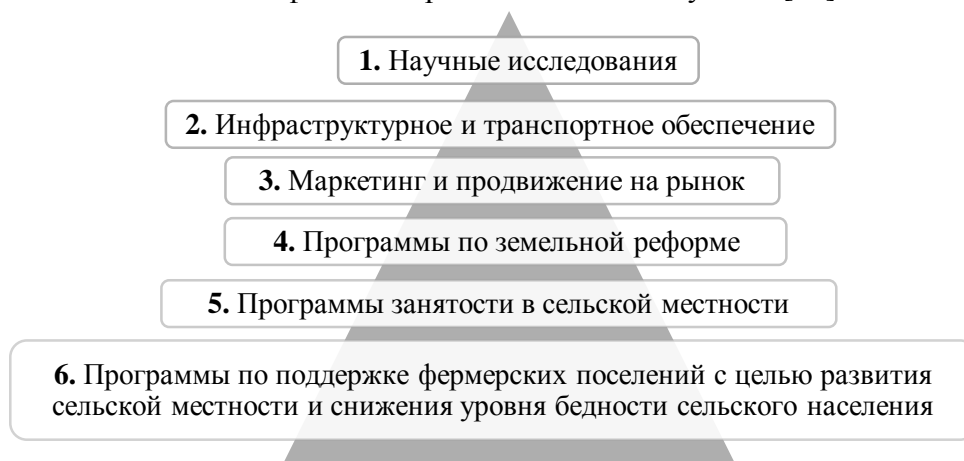 1. Научные исследования
2. Инфраструктурное и транспортное обеспечение
3. Маркетинг и продвижение на рынок
4. Программы по земельной реформе
5. Программы занятости в сельской местности
6. Программы по поддержке фермерских поселений с целью развития
сельской местности и снижения уровня бедности сельского населения